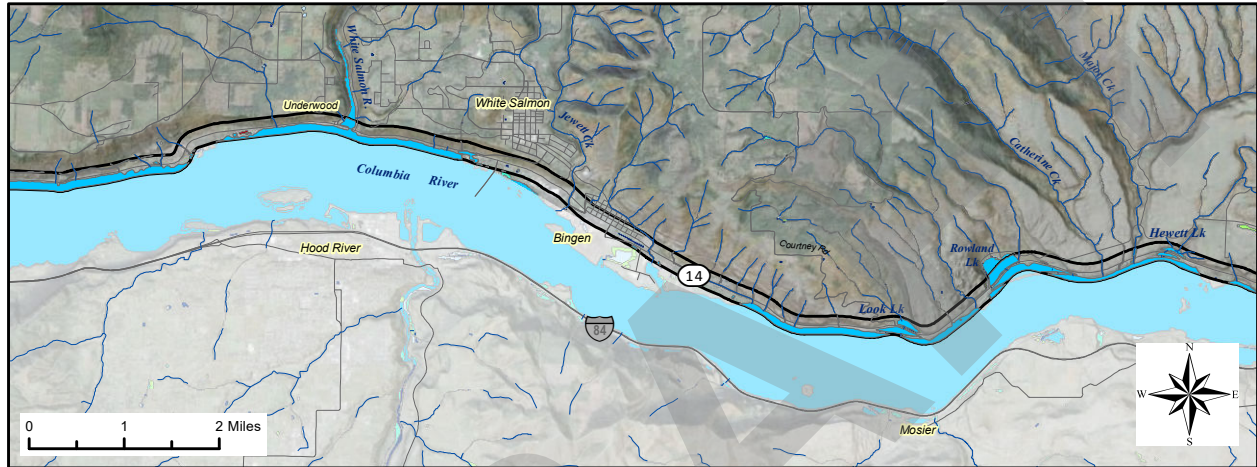 White Salmon R.
Major Ck
Underwood
White Salmon
Jewett Ck
Catherine Ck
Columbia River
Hewett Lk
Bingen
Courtney Rd
Rowland
Lk
Hood River
14
Look Lk
84
Mosier
0 1 2 Miles
N
W E
S